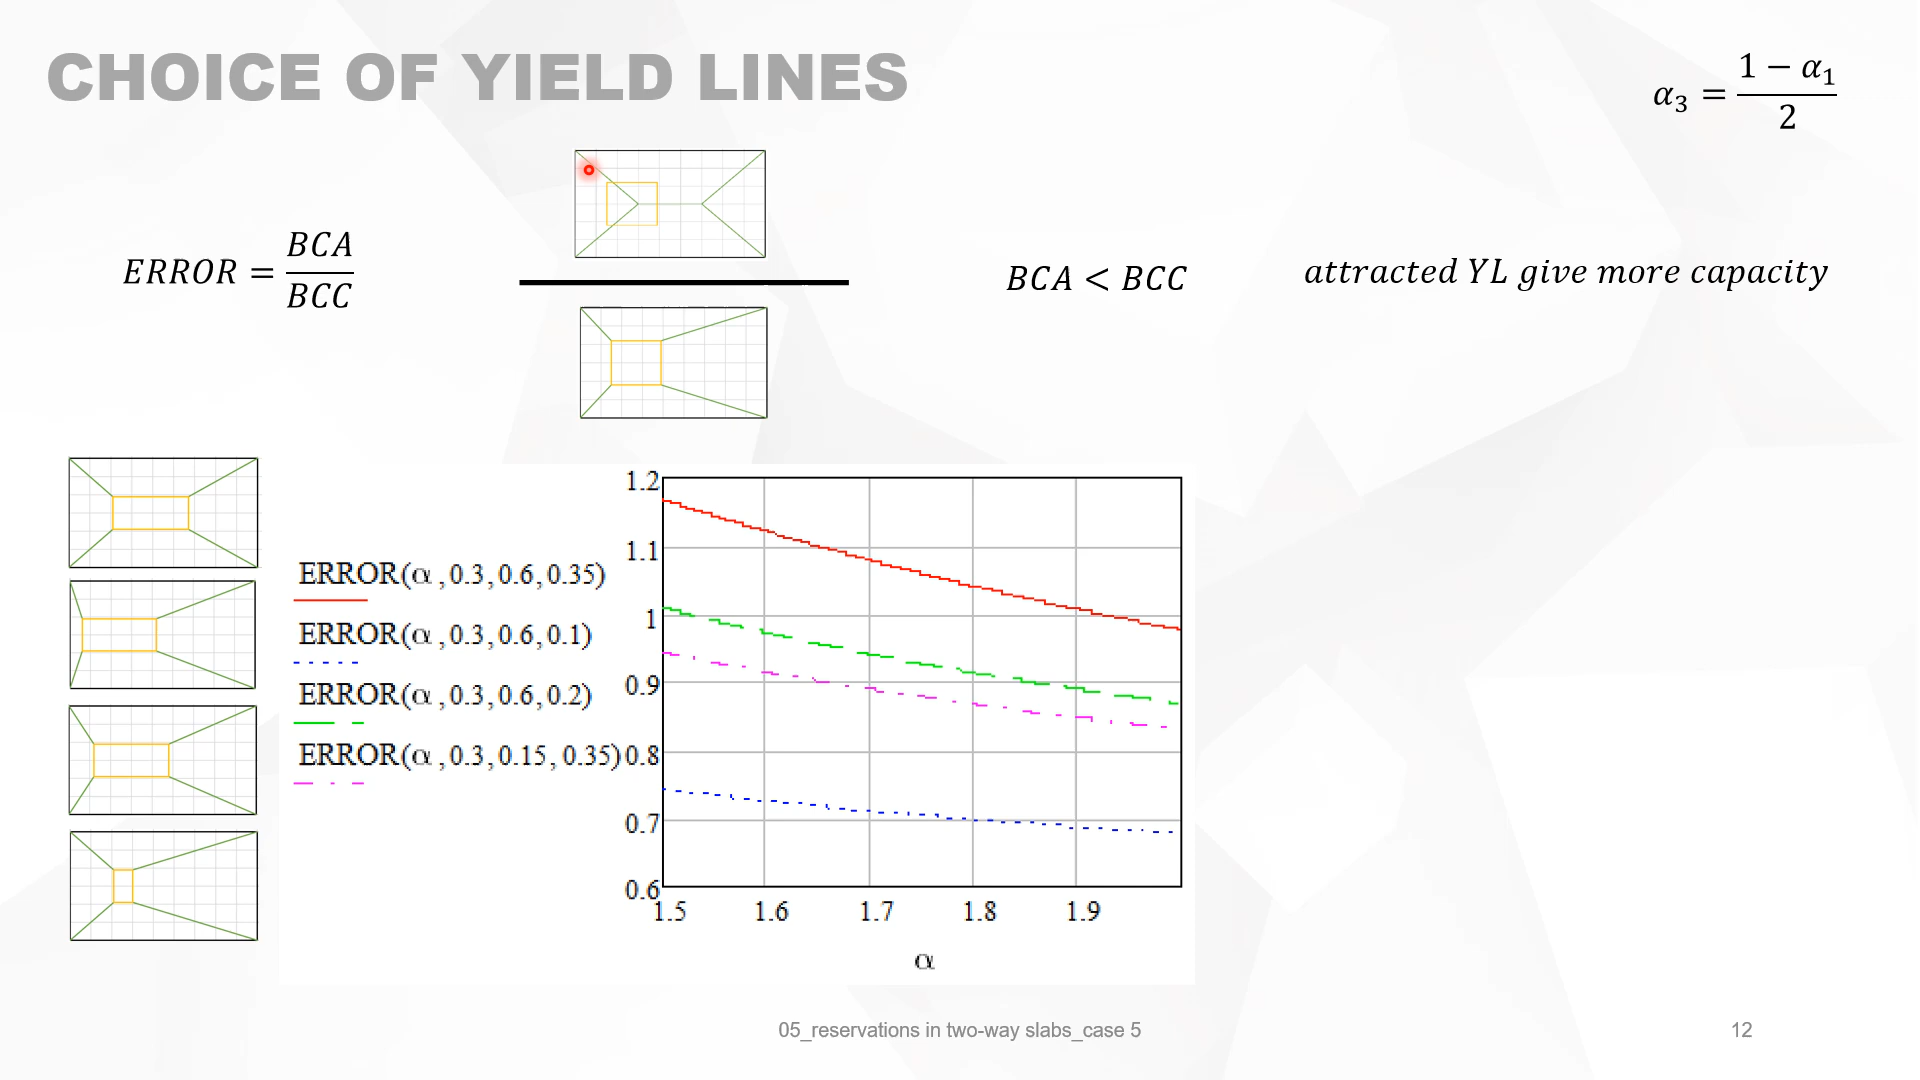 CHOICE OF YIELD LINES
α₃ = (1 − α₁)/2
ERROR = BCA/BCC
BCA < BCC
attracted YL give more capacity
ERROR(α, 0.3, 0.6, 0.35)
ERROR(α, 0.3, 0.6, 0.1)
ERROR(α, 0.3, 0.6, 0.2)
ERROR(α, 0.3, 0.15, 0.35)
1.2
1.1
1
0.9
0.8
0.7
0.6
1.5 1.6 1.7 1.8 1.9
α
05_reservations in two-way slabs_case 5
12